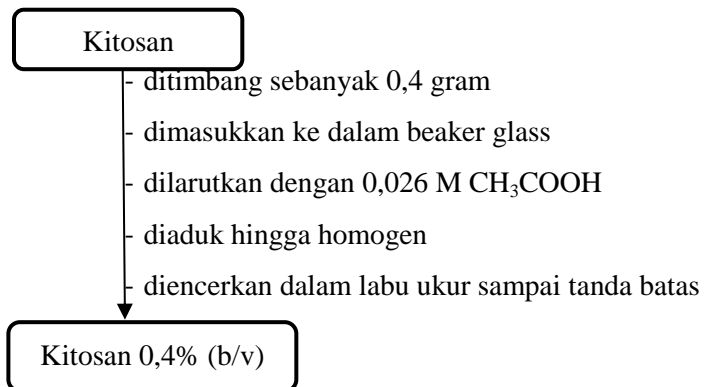 Kitosan
- ditimbang sebanyak 0,4 gram
- dimasukkan ke dalam beaker glass
- dilarutkan dengan 0,026 M CH₃COOH
- diaduk hingga homogen
- diencerkan dalam labu ukur sampai tanda batas
Kitosan 0,4% (b/v)